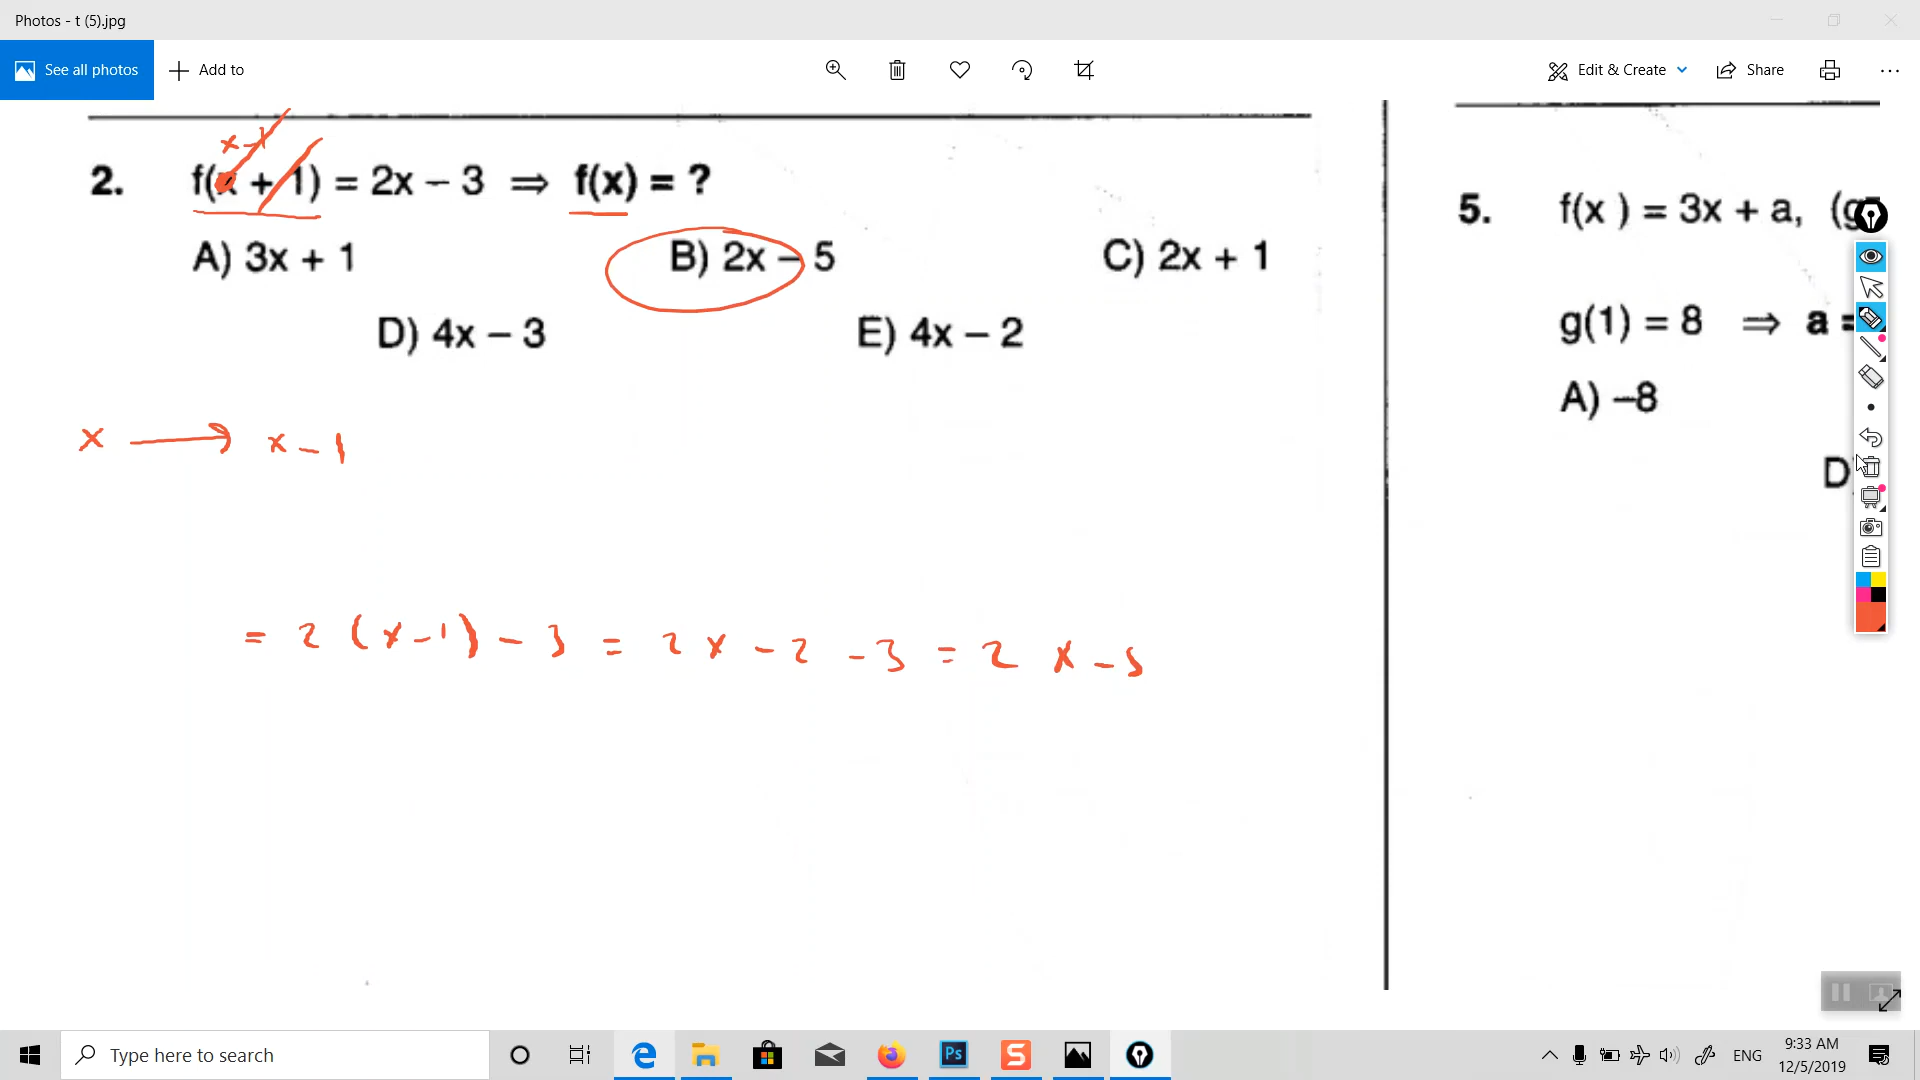 Photos - t (5).jpg
See all photos
Add to
Edit & Create
Share
x-1
2. f(x + 1) = 2x – 3 ⇒ f(x) = ?
A) 3x + 1
B) 2x – 5
C) 2x + 1
D) 4x – 3
E) 4x – 2
x → x - 1
= 2 (x - 1) - 3 = 2x - 2 - 3 = 2x - 5
5. f(x ) = 3x + a, (g
g(1) = 8 ⇒ a =
A) –8
D)
Type here to search
ENG
9:33 AM
12/5/2019